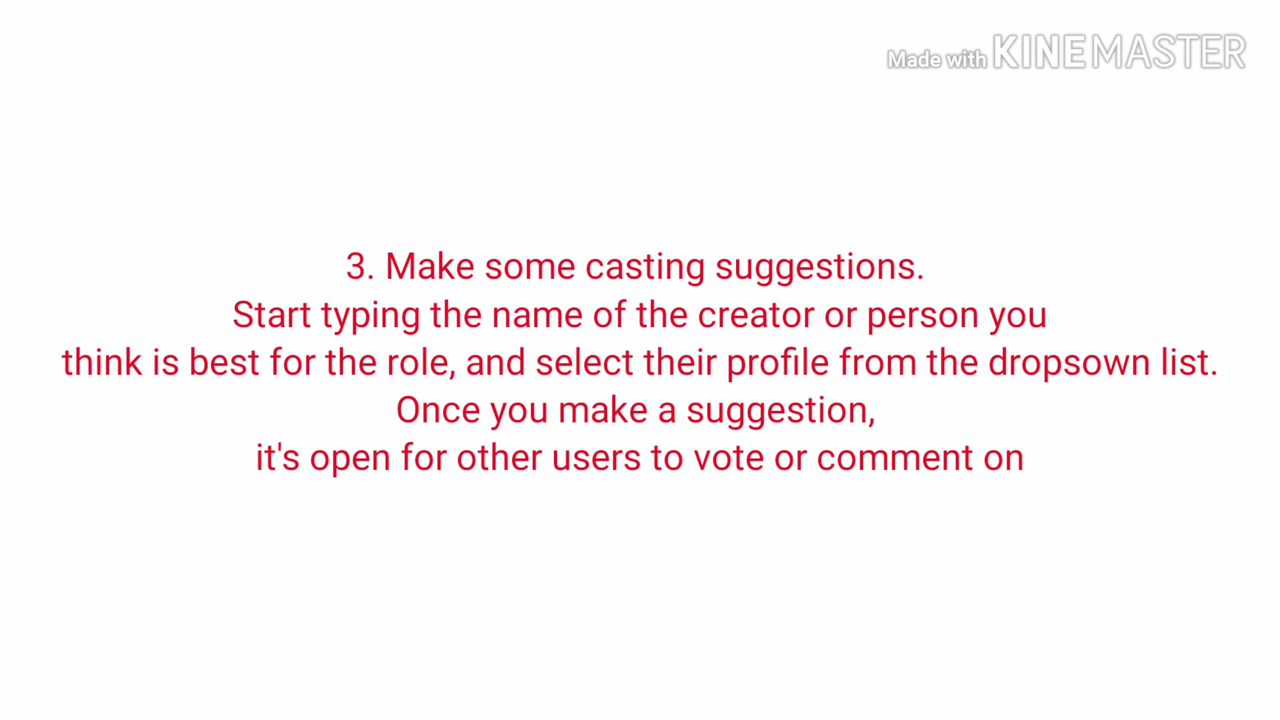 Made with KINEMASTER
3. Make some casting suggestions.
Start typing the name of the creator or person you
think is best for the role, and select their profile from the dropsown list.
Once you make a suggestion,
it's open for other users to vote or comment on